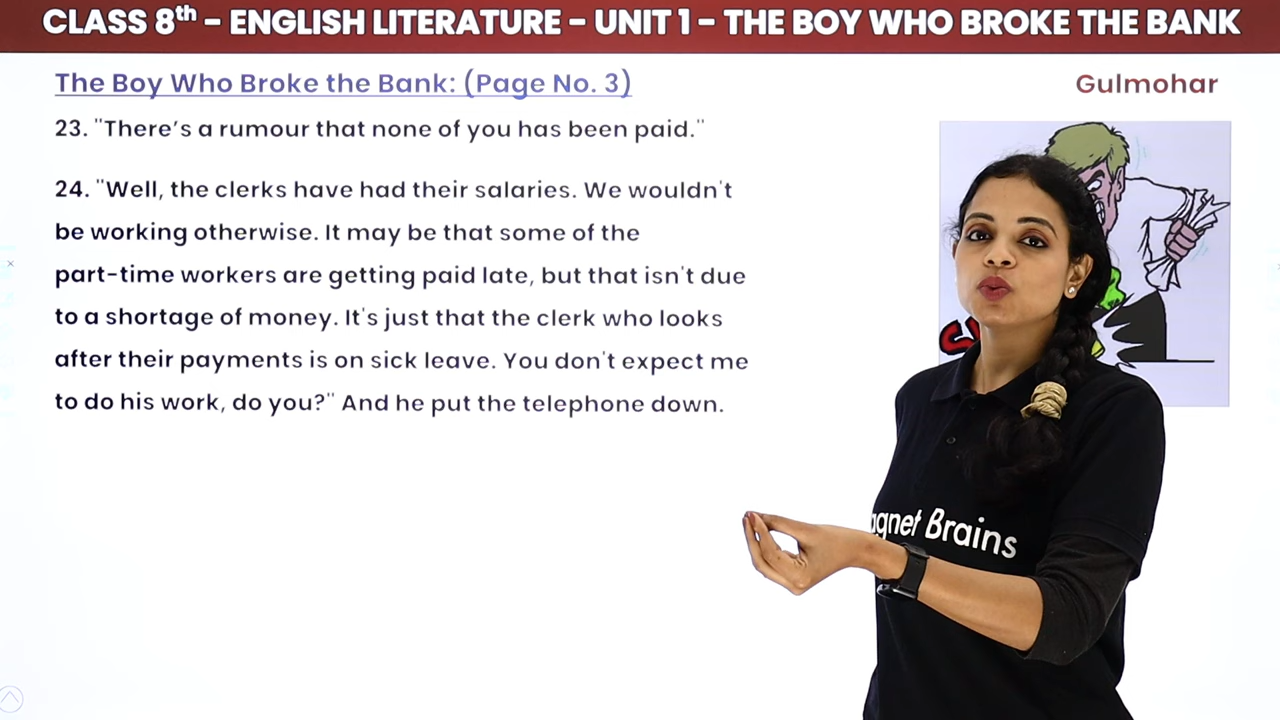 CLASS 8th – ENGLISH LITERATURE – UNIT 1 – THE BOY WHO BROKE THE BANK
The Boy Who Broke the Bank: (Page No. 3)
Gulmohar
23. "There's a rumour that none of you has been paid."
24. "Well, the clerks have had their salaries. We wouldn't
be working otherwise. It may be that some of the
part-time workers are getting paid late, but that isn't due
to a shortage of money. It's just that the clerk who looks
after their payments is on sick leave. You don't expect me
to do his work, do you?" And he put the telephone down.
Brains